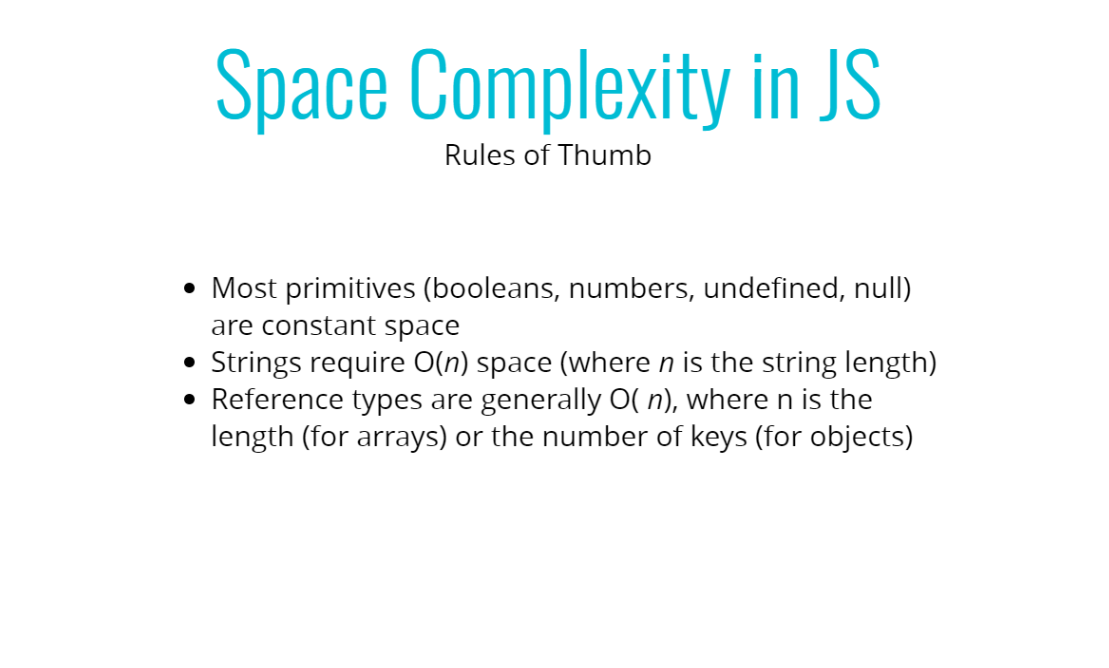 Space Complexity in JS
Rules of Thumb
• Most primitives (booleans, numbers, undefined, null)
are constant space
• Strings require O(n) space (where n is the string length)
• Reference types are generally O( n), where n is the
length (for arrays) or the number of keys (for objects)